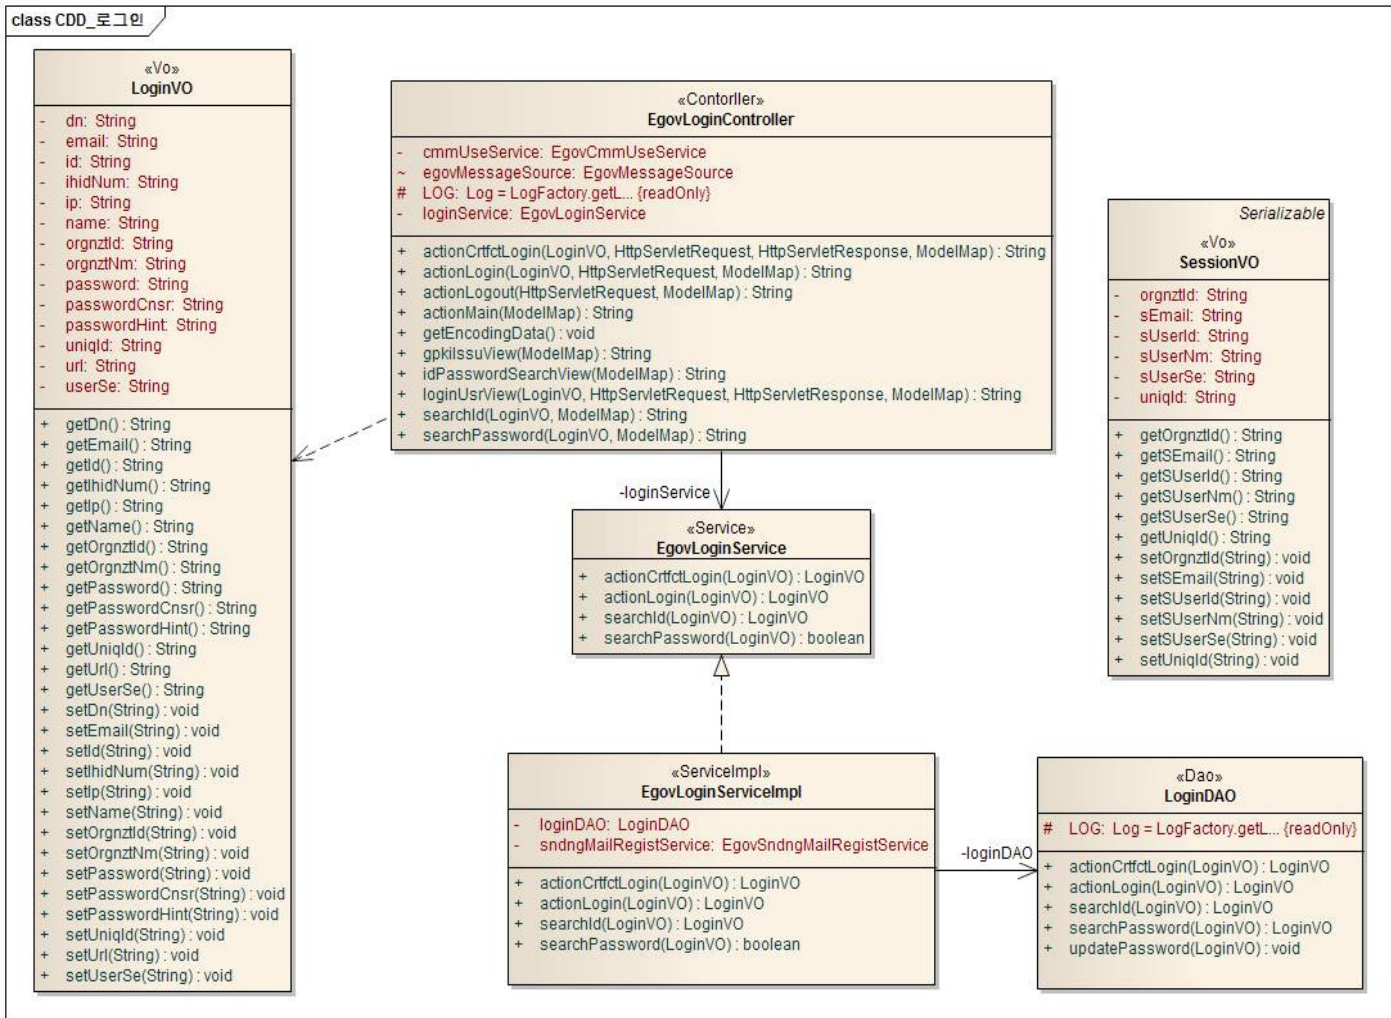 class CDD_로그인
«Vo»
LoginVO
- dn: String
- email: String
- id: String
- ihidNum: String
- ip: String
- name: String
- orgnztId: String
- orgnztNm: String
- password: String
- passwordCnsr: String
- passwordHint: String
- uniqId: String
- url: String
- userSe: String
+ getDn() : String
+ getEmail() : String
+ getId() : String
+ getIhidNum() : String
+ getIp() : String
+ getName() : String
+ getOrgnztId() : String
+ getOrgnztNm() : String
+ getPassword() : String
+ getPasswordCnsr() : String
+ getPasswordHint() : String
+ getUniqId() : String
+ getUrl() : String
+ getUserSe() : String
+ setDn(String) : void
+ setEmail(String) : void
+ setId(String) : void
+ setIhidNum(String) : void
+ setIp(String) : void
+ setName(String) : void
+ setOrgnztId(String) : void
+ setOrgnztNm(String) : void
+ setPassword(String) : void
+ setPasswordCnsr(String) : void
+ setPasswordHint(String) : void
+ setUniqId(String) : void
+ setUrl(String) : void
+ setUserSe(String) : void
«Contorller»
EgovLoginController
- cmmUseService: EgovCmmUseService
~ egovMessageSource: EgovMessageSource
# LOG: Log = LogFactory.getL... {readOnly}
- loginService: EgovLoginService
+ actionCrtfctLogin(LoginVO, HttpServletRequest, HttpServletResponse, ModelMap) : String
+ actionLogin(LoginVO, HttpServletRequest, ModelMap) : String
+ actionLogout(HttpServletRequest, ModelMap) : String
+ actionMain(ModelMap) : String
+ getEncodingData() : void
+ gpkiIssuView(ModelMap) : String
+ idPasswordSearchView(ModelMap) : String
+ loginUsrView(LoginVO, HttpServletRequest, HttpServletResponse, ModelMap) : String
+ searchId(LoginVO, ModelMap) : String
+ searchPassword(LoginVO, ModelMap) : String
-loginService
«Service»
EgovLoginService
+ actionCrtfctLogin(LoginVO) : LoginVO
+ actionLogin(LoginVO) : LoginVO
+ searchId(LoginVO) : LoginVO
+ searchPassword(LoginVO) : boolean
«ServiceImpl»
EgovLoginServiceImpl
- loginDAO: LoginDAO
- sndngMailRegistService: EgovSndngMailRegistService
+ actionCrtfctLogin(LoginVO) : LoginVO
+ actionLogin(LoginVO) : LoginVO
+ searchId(LoginVO) : LoginVO
+ searchPassword(LoginVO) : boolean
-loginDAO
Serializable
«Vo»
SessionVO
- orgnztId: String
- sEmail: String
- sUserId: String
- sUserNm: String
- sUserSe: String
- uniqId: String
+ getOrgnztId() : String
+ getSEmail() : String
+ getSUserId() : String
+ getSUserNm() : String
+ getSUserSe() : String
+ getUniqId() : String
+ setOrgnztId(String) : void
+ setSEmail(String) : void
+ setSUserId(String) : void
+ setSUserNm(String) : void
+ setSUserSe(String) : void
+ setUniqId(String) : void
«Dao»
LoginDAO
# LOG: Log = LogFactory.getL... {readOnly}
+ actionCrtfctLogin(LoginVO) : LoginVO
+ actionLogin(LoginVO) : LoginVO
+ searchId(LoginVO) : LoginVO
+ searchPassword(LoginVO) : LoginVO
+ updatePassword(LoginVO) : void